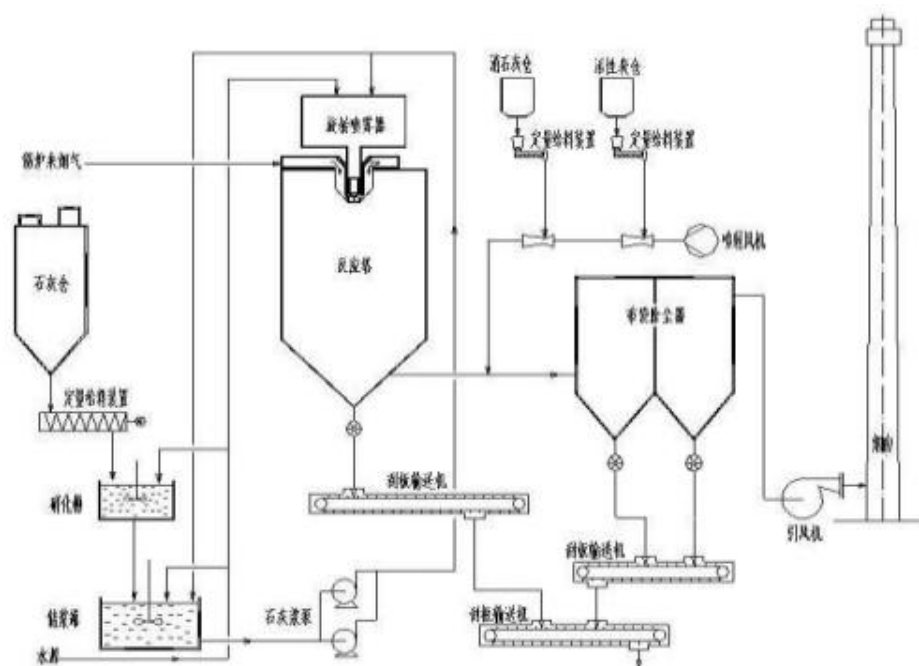 消石灰仓
活性炭仓
旋转喷雾器
定量给料装置
定量给料装置
锅炉来烟气
喷射风机
石灰仓
反应塔
布袋除尘器
定量给料装置
烟囱
刮板输送机
消化槽
引风机
刮板输送机
石灰浆泵
刮板输送机
储浆罐